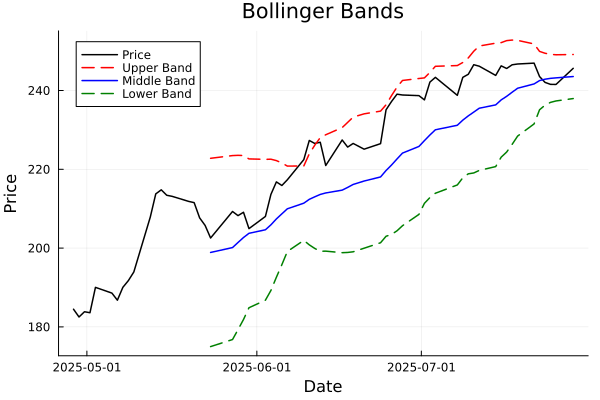 Bollinger Bands
Price
Upper Band
Middle Band
Lower Band
Price
240
220
200
180
2025-05-01
2025-06-01
2025-07-01
Date